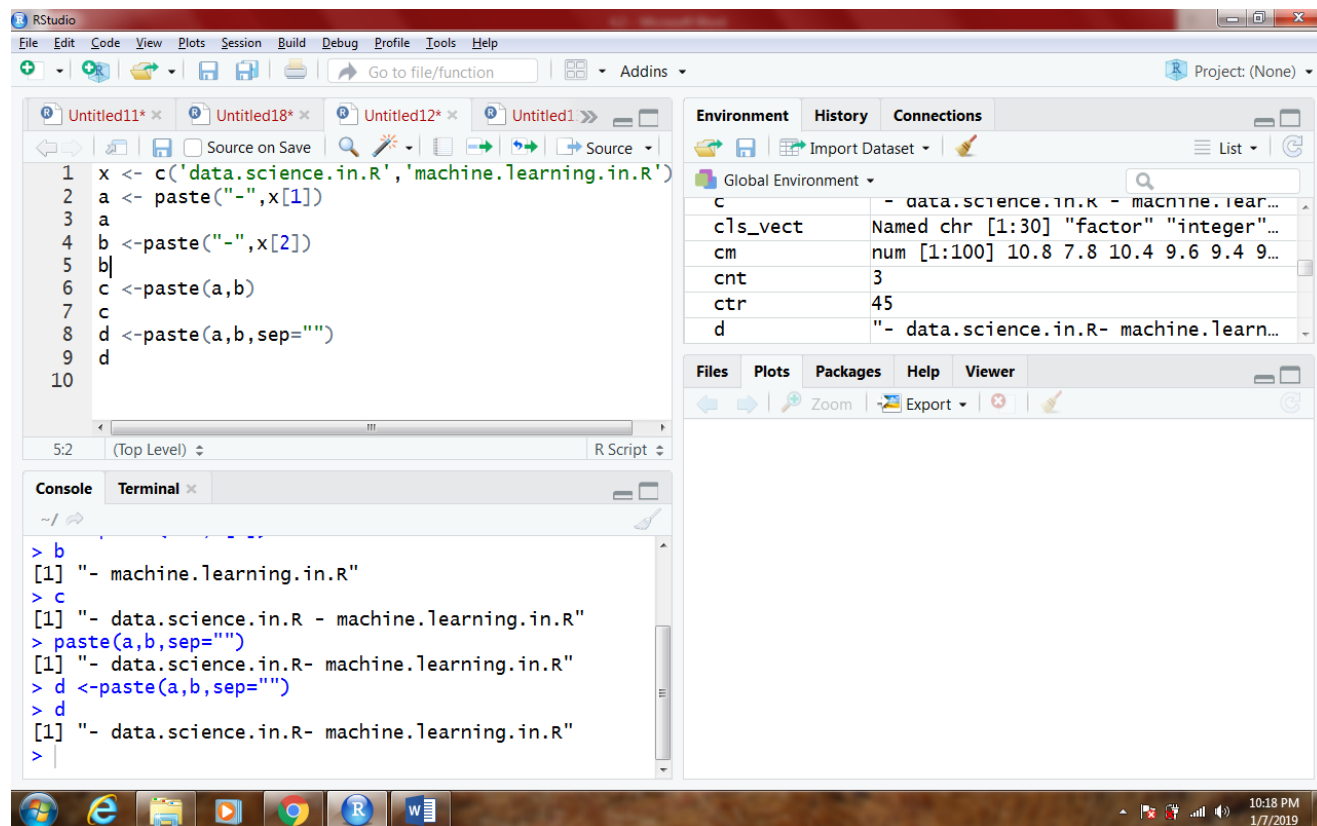 RStudio
File Edit Code View Plots Session Build Debug Profile Tools Help
Go to file/function Addins Project: (None)
Untitled11* Untitled18* Untitled12* Untitled1
Source on Save Source
1 x <- c('data.science.in.R','machine.learning.in.R')
2 a <- paste("-",x[1])
3 a
4 b <-paste("-",x[2])
5 b
6 c <-paste(a,b)
7 c
8 d <-paste(a,b,sep="")
9 d
10
5:2 (Top Level) R Script
Console Terminal
~/
> b
[1] "- machine.learning.in.R"
> c
[1] "- data.science.in.R - machine.learning.in.R"
> paste(a,b,sep="")
[1] "- data.science.in.R- machine.learning.in.R"
> d <-paste(a,b,sep="")
> d
[1] "- data.science.in.R- machine.learning.in.R"
>
Environment History Connections
Import Dataset List
Global Environment
c "- data.science.in.R - machine.lear…
cls_vect Named chr [1:30] "factor" "integer"…
cm num [1:100] 10.8 7.8 10.4 9.6 9.4 9…
cnt 3
ctr 45
d "- data.science.in.R- machine.learn…
Files Plots Packages Help Viewer
Zoom Export
10:18 PM
1/7/2019